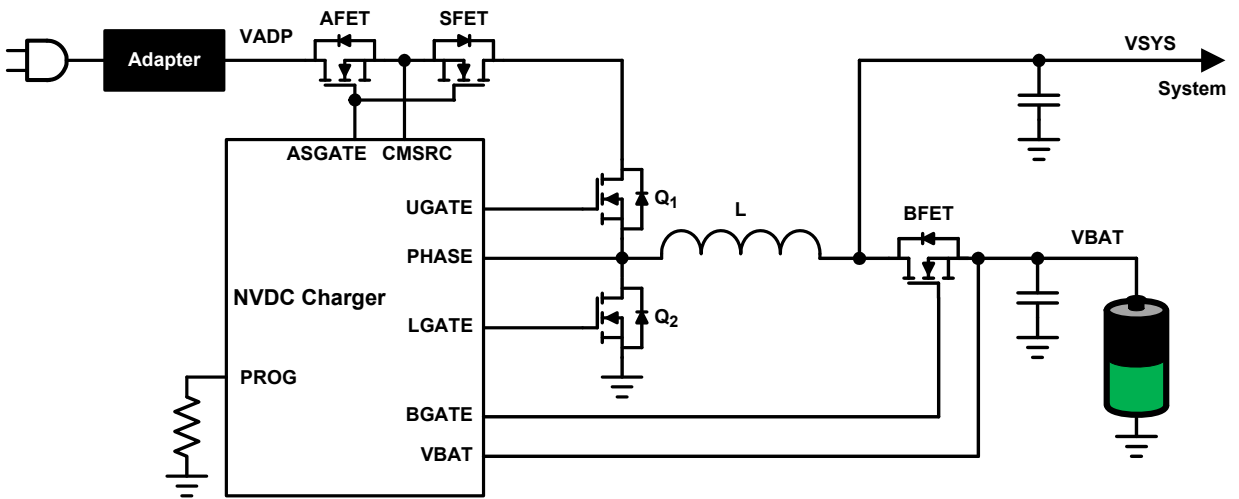 AFET
SFET
VADP
Adapter
VSYS
System
ASGATE CMSRC
UGATE
Q1
L
BFET
PHASE
VBAT
NVDC Charger
LGATE
Q2
PROG
BGATE
VBAT